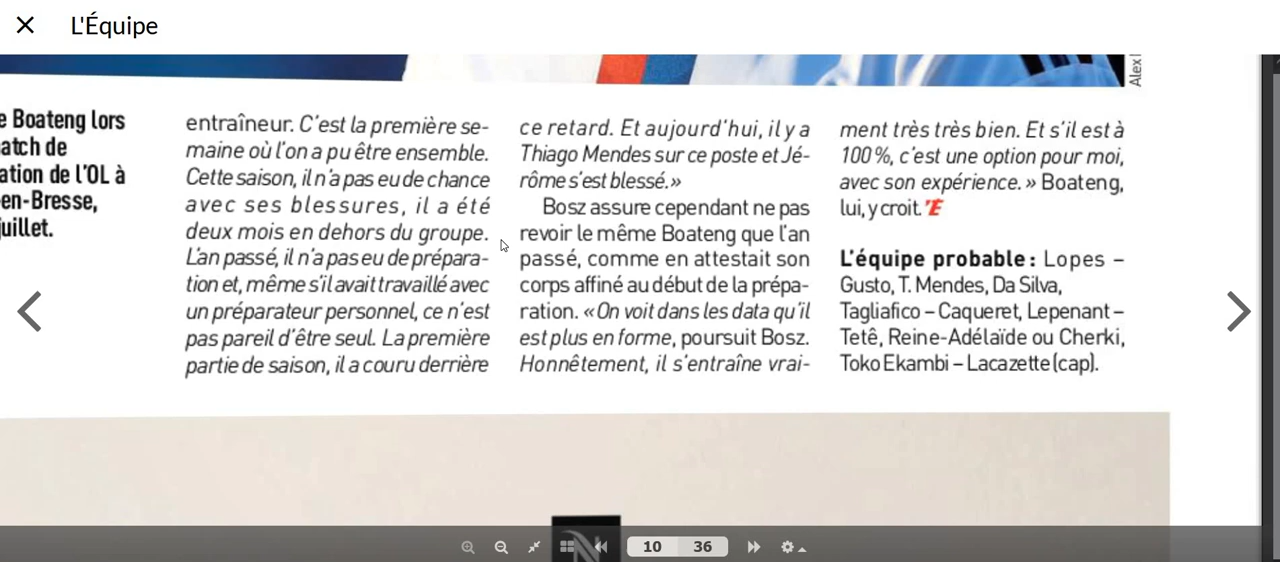 L'Équipe
Alex
e Boateng lors
atch de
ation de l'OL à
-en-Bresse,
juillet.
entraîneur. C'est la première se-
maine où l'on a pu être ensemble.
Cette saison, il n'a pas eu de chance
avec ses blessures, il a été
deux mois en dehors du groupe.
L'an passé, il n'a pas eu de prépara-
tion et, même s'il avait travaillé avec
un préparateur personnel, ce n'est
pas pareil d'être seul. La première
partie de saison, il a couru derrière
ce retard. Et aujourd'hui, il y a
Thiago Mendes sur ce poste et Jé-
rôme s'est blessé.»
Bosz assure cependant ne pas
revoir le même Boateng que l'an
passé, comme en attestait son
corps affiné au début de la prépa-
ration. «On voit dans les data qu'il
est plus en forme, poursuit Bosz.
Honnêtement, il s'entraîne vrai-
ment très très bien. Et s'il est à
100 %, c'est une option pour moi,
avec son expérience. » Boateng,
lui, y croit. 'É
L'équipe probable : Lopes –
Gusto, T. Mendes, Da Silva,
Tagliafico – Caqueret, Lepenant –
Tetê, Reine-Adélaïde ou Cherki,
Toko Ekambi – Lacazette (cap).
10 36